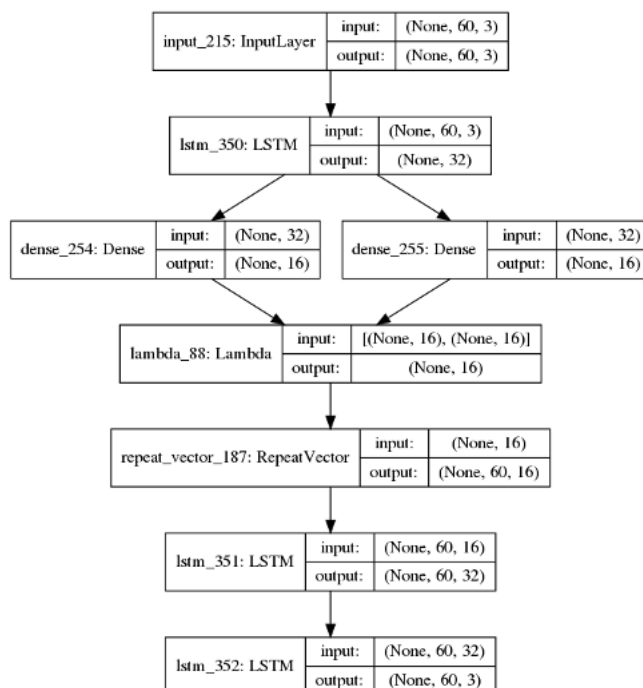 input_215: InputLayer
input: (None, 60, 3)
output: (None, 60, 3)
lstm_350: LSTM
input: (None, 60, 3)
output: (None, 32)
dense_254: Dense
input: (None, 32)
output: (None, 16)
dense_255: Dense
input: (None, 32)
output: (None, 16)
lambda_88: Lambda
input: [(None, 16), (None, 16)]
output: (None, 16)
repeat_vector_187: RepeatVector
input: (None, 16)
output: (None, 60, 16)
lstm_351: LSTM
input: (None, 60, 16)
output: (None, 60, 32)
lstm_352: LSTM
input: (None, 60, 32)
output: (None, 60, 3)